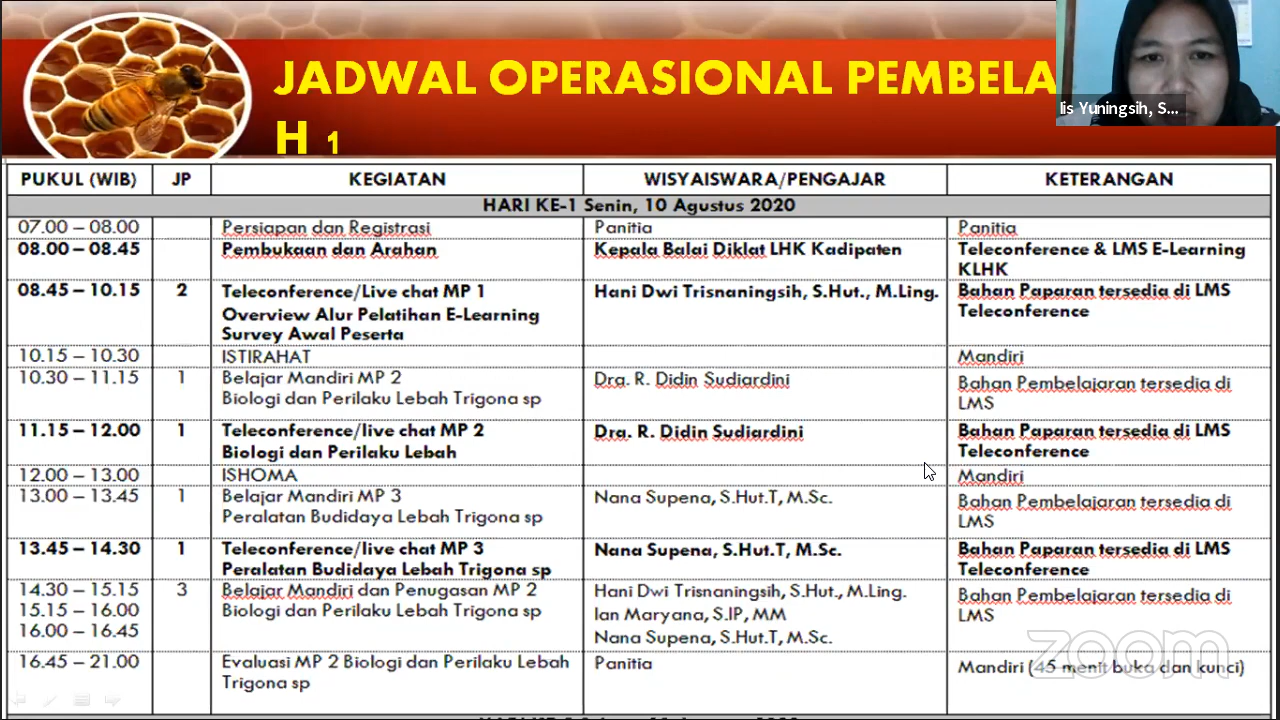 JADWAL OPERASIONAL PEMBELA
H 1
Iis Yuningsih, S...
PUKUL (WIB) JP KEGIATAN WISYAISWARA/PENGAJAR KETERANGAN
HARI KE-1 Senin, 10 Agustus 2020
07.00 – 08.00 Persiapan dan Registrasi Panitia Panitia
08.00 – 08.45 Pembukaan dan Arahan Kepala Balai Diklat LHK Kadipaten Teleconference & LMS E-Learning
KLHK
08.45 – 10.15 2 Teleconference/Live chat MP 1 Hani Dwi Trisnaningsih, S.Hut., M.Ling. Bahan Paparan tersedia di LMS
Overview Alur Pelatihan E-Learning Teleconference
Survey Awal Peserta
10.15 – 10.30 ISTIRAHAT Mandiri
10.30 – 11.15 1 Belajar Mandiri MP 2 Dra. R. Didin Sudiardini Bahan Pembelajaran tersedia di
Biologi dan Perilaku Lebah Trigona sp LMS
11.15 – 12.00 1 Teleconference/live chat MP 2 Dra. R. Didin Sudiardini Bahan Paparan tersedia di LMS
Biologi dan Perilaku Lebah Teleconference
12.00 – 13.00 ISHOMA Mandiri
13.00 – 13.45 1 Belajar Mandiri MP 3 Nana Supena, S.Hut.T, M.Sc. Bahan Pembelajaran tersedia di
Peralatan Budidaya Lebah Trigona sp LMS
13.45 – 14.30 1 Teleconference/live chat MP 3 Nana Supena, S.Hut.T, M.Sc. Bahan Paparan tersedia di LMS
Peralatan Budidaya Lebah Trigona sp Teleconference
14.30 – 15.15 3 Belajar Mandiri dan Penugasan MP 2 Hani Dwi Trisnaningsih, S.Hut., M.Ling. Bahan Pembelajaran tersedia di
15.15 – 16.00 Biologi dan Perilaku Lebah Trigona sp Ian Maryana, S.IP, MM LMS
16.00 – 16.45 Nana Supena, S.Hut.T, M.Sc.
zoom
16.45 – 21.00 Evaluasi MP 2 Biologi dan Perilaku Lebah Panitia Mandiri (45 menit buka dan kunci)
Trigona sp